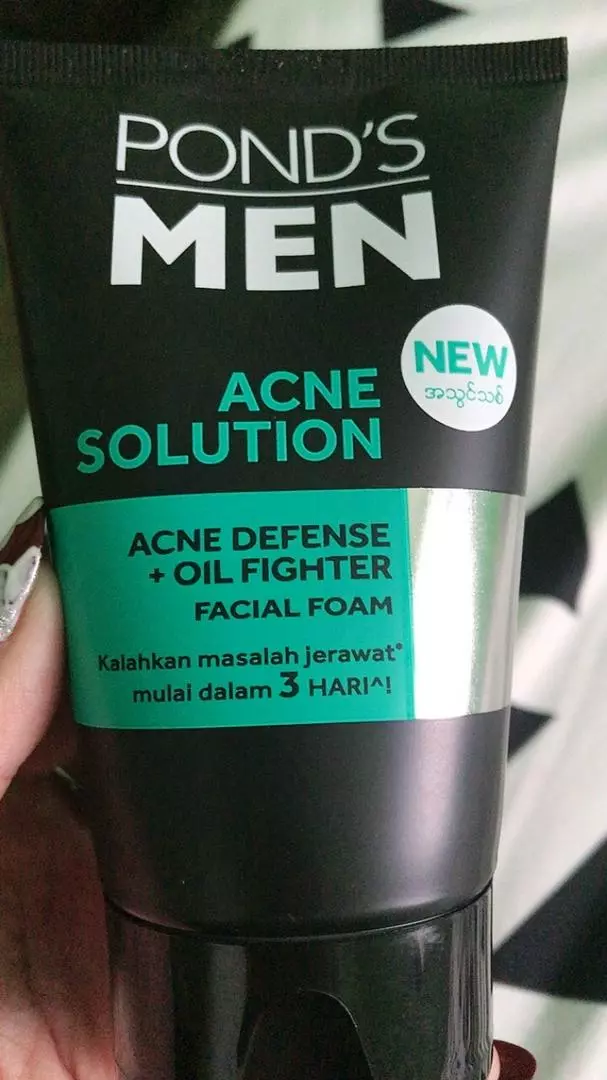 POND'S
MEN
NEW
အသွင်သစ်
ACNE
SOLUTION
ACNE DEFENSE
+ OIL FIGHTER
FACIAL FOAM
Kalahkan masalah jerawat*
mulai dalam 3 HARI^!